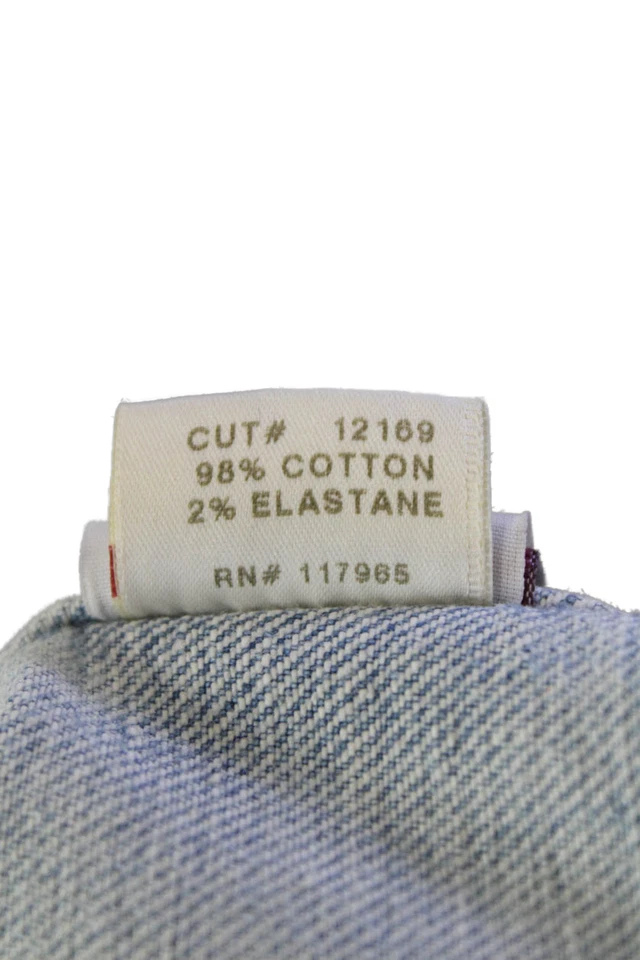 CUT# 12169
98% COTTON
2% ELASTANE
RN# 117965